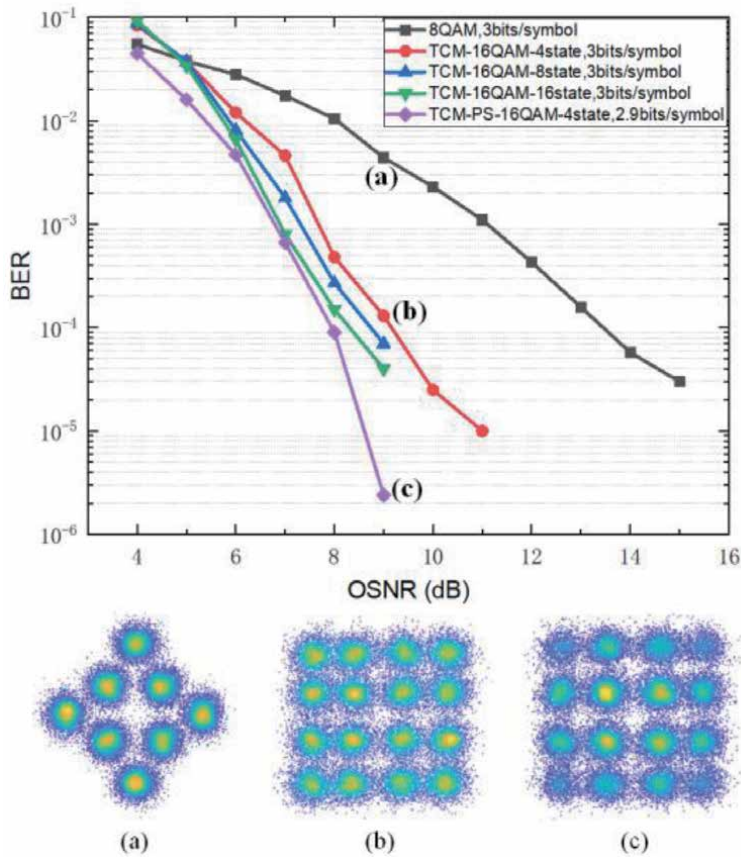 8QAM,3bits/symbol
TCM-16QAM-4state,3bits/symbol
TCM-16QAM-8state,3bits/symbol
TCM-16QAM-16state,3bits/symbol
TCM-PS-16QAM-4state,2.9bits/symbol
10^-1
10^-2
10^-3
10^-4
10^-5
10^-6
BER
(a)
(b)
(c)
4 6 8 10 12 14 16
OSNR (dB)
(a) (b) (c)